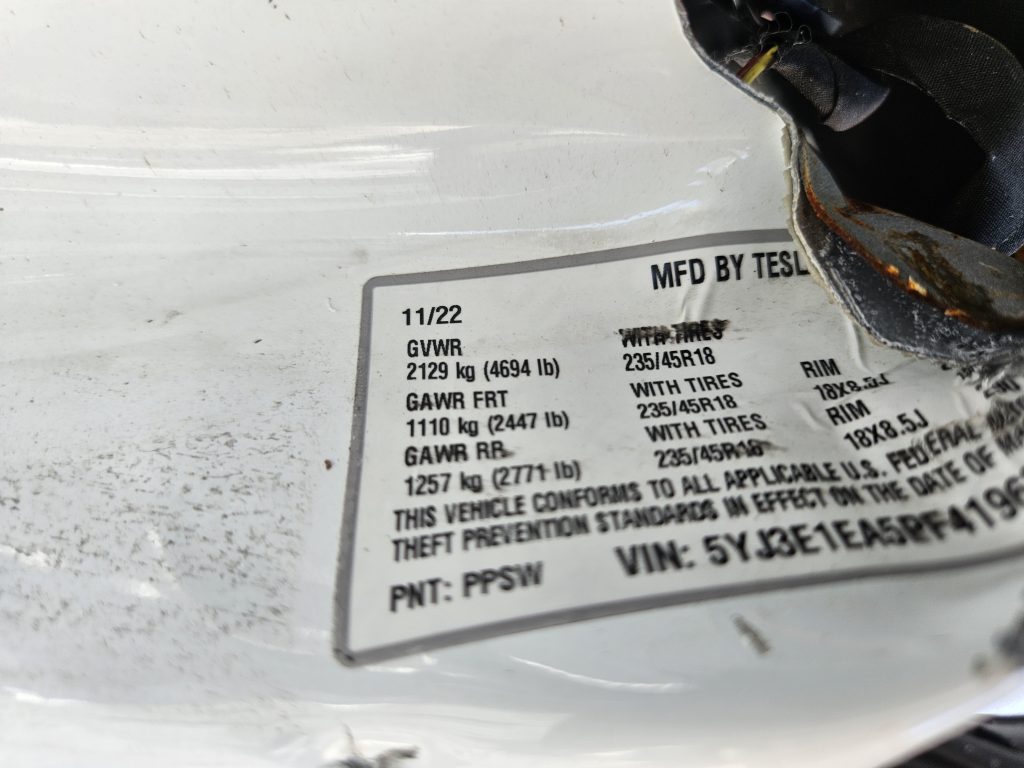 MFD BY TESL
11/22
GVWR
2129 kg (4694 lb)
WITH TIRES
235/45R18
GAWR FRT
1110 kg (2447 lb)
WITH TIRES
235/45R18
RIM
18X8.5J
GAWR RR
1257 kg (2771 lb)
WITH TIRES
235/45R18
RIM
18X8.5J
THIS VEHICLE CONFORMS TO ALL APPLICABLE U.S. FEDERAL
THEFT PREVENTION STANDARDS IN EFFECT ON THE DATE OF
PNT: PPSW
VIN: 5YJ3E1EA5PF4196